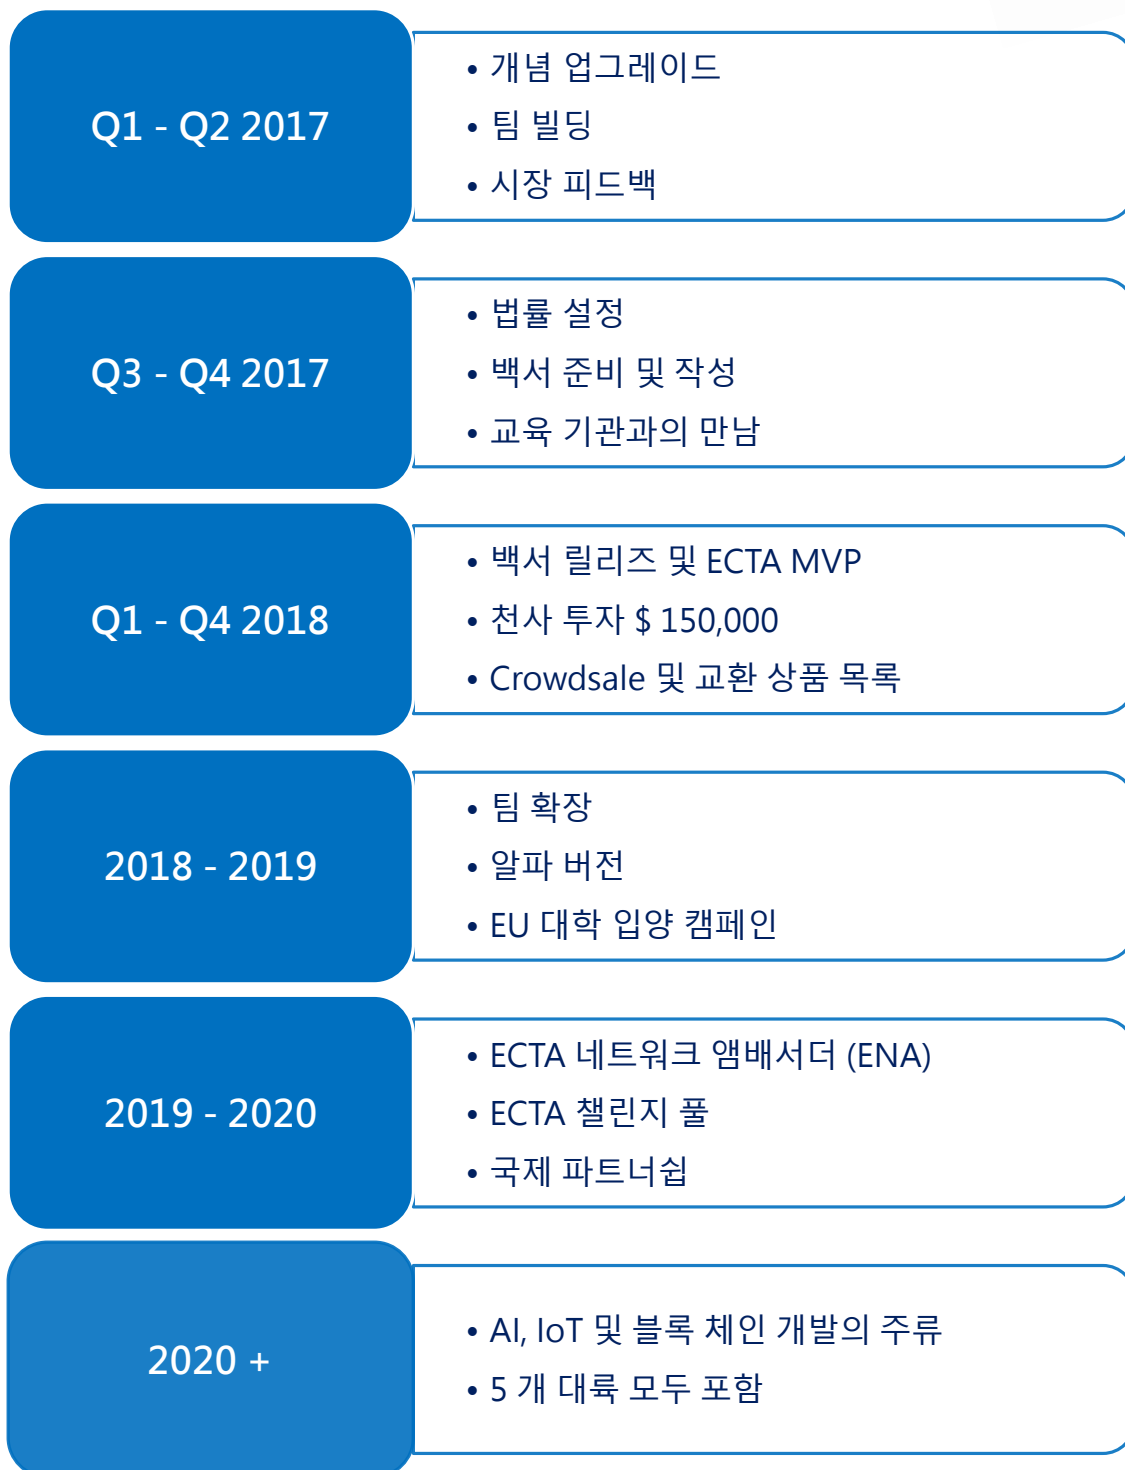 Q1 - Q2 2017
• 개념 업그레이드
• 팀 빌딩
• 시장 피드백
Q3 - Q4 2017
• 법률 설정
• 백서 준비 및 작성
• 교육 기관과의 만남
Q1 - Q4 2018
• 백서 릴리즈 및 ECTA MVP
• 천사 투자 $ 150,000
• Crowdsale 및 교환 상품 목록
2018 - 2019
• 팀 확장
• 알파 버전
• EU 대학 입양 캠페인
2019 - 2020
• ECTA 네트워크 앰배서더 (ENA)
• ECTA 챌린지 풀
• 국제 파트너쉽
2020 +
• AI, IoT 및 블록 체인 개발의 주류
• 5 개 대륙 모두 포함